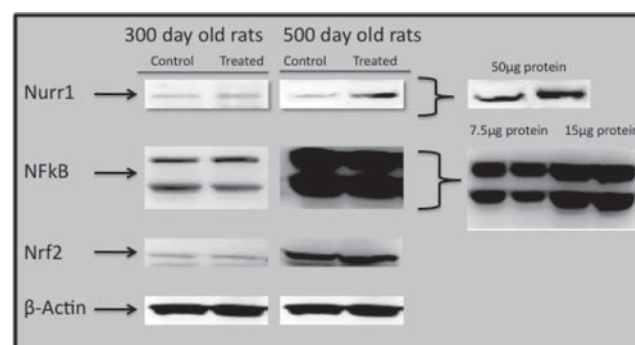 300 day old rats 500 day old rats
Control Treated Control Treated
Nurr1
50µg protein
7.5µg protein 15µg protein
NFkB
Nrf2
β-Actin